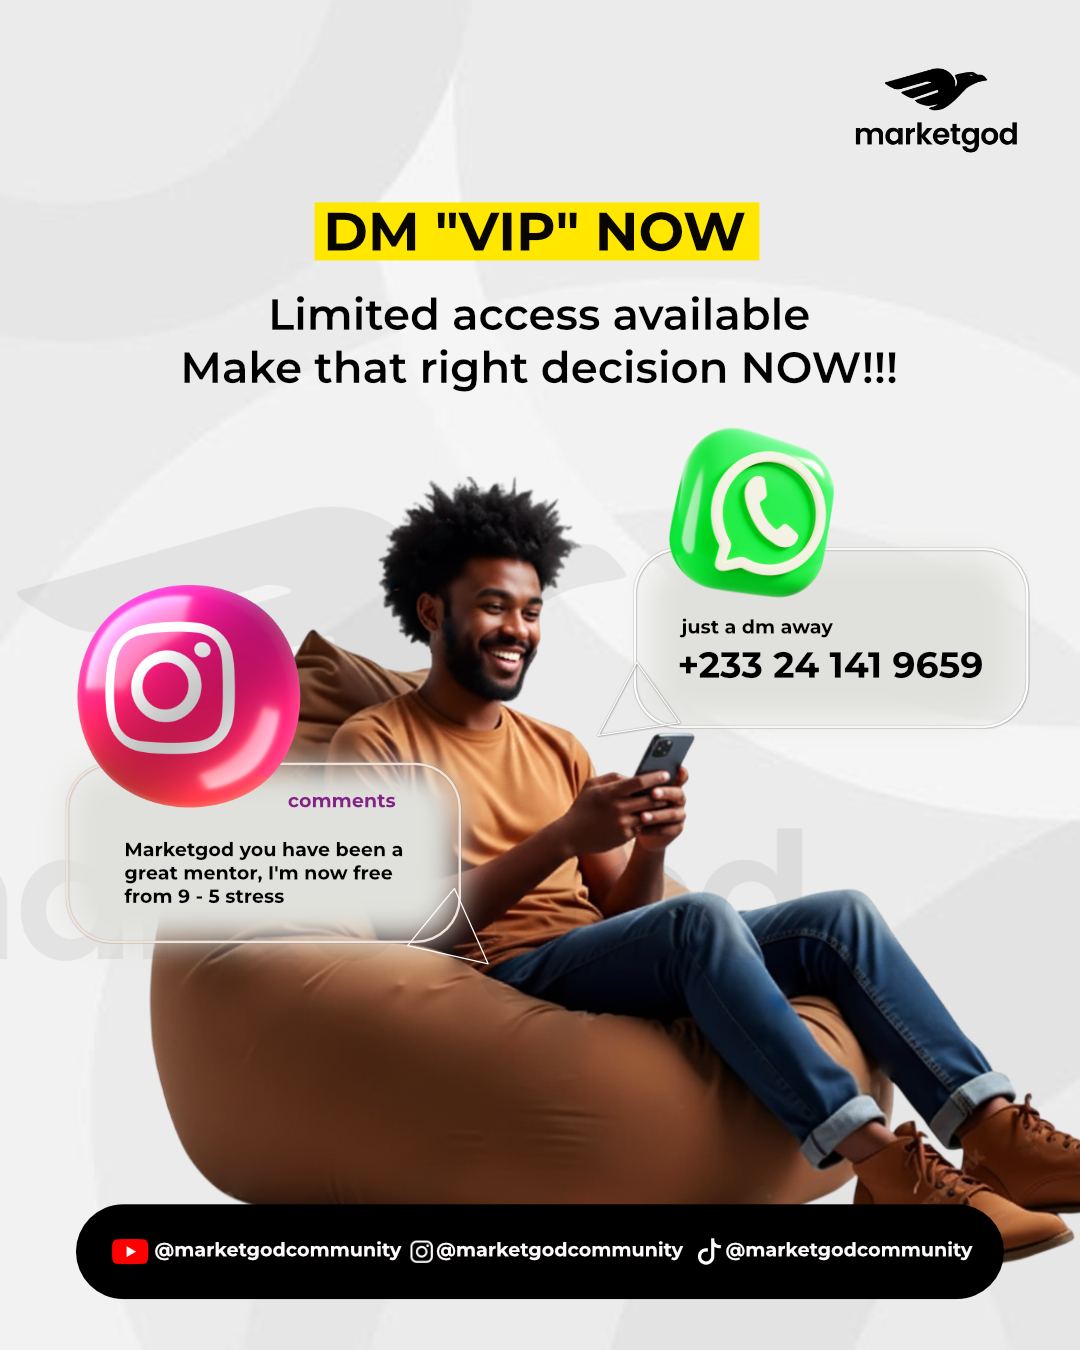 marketgod
DM "VIP" NOW
Limited access available
Make that right decision NOW!!!
just a dm away
+233 24 141 9659
comments
Marketgod you have been a
great mentor, I'm now free
from 9 - 5 stress
@marketgodcommunity @marketgodcommunity @marketgodcommunity